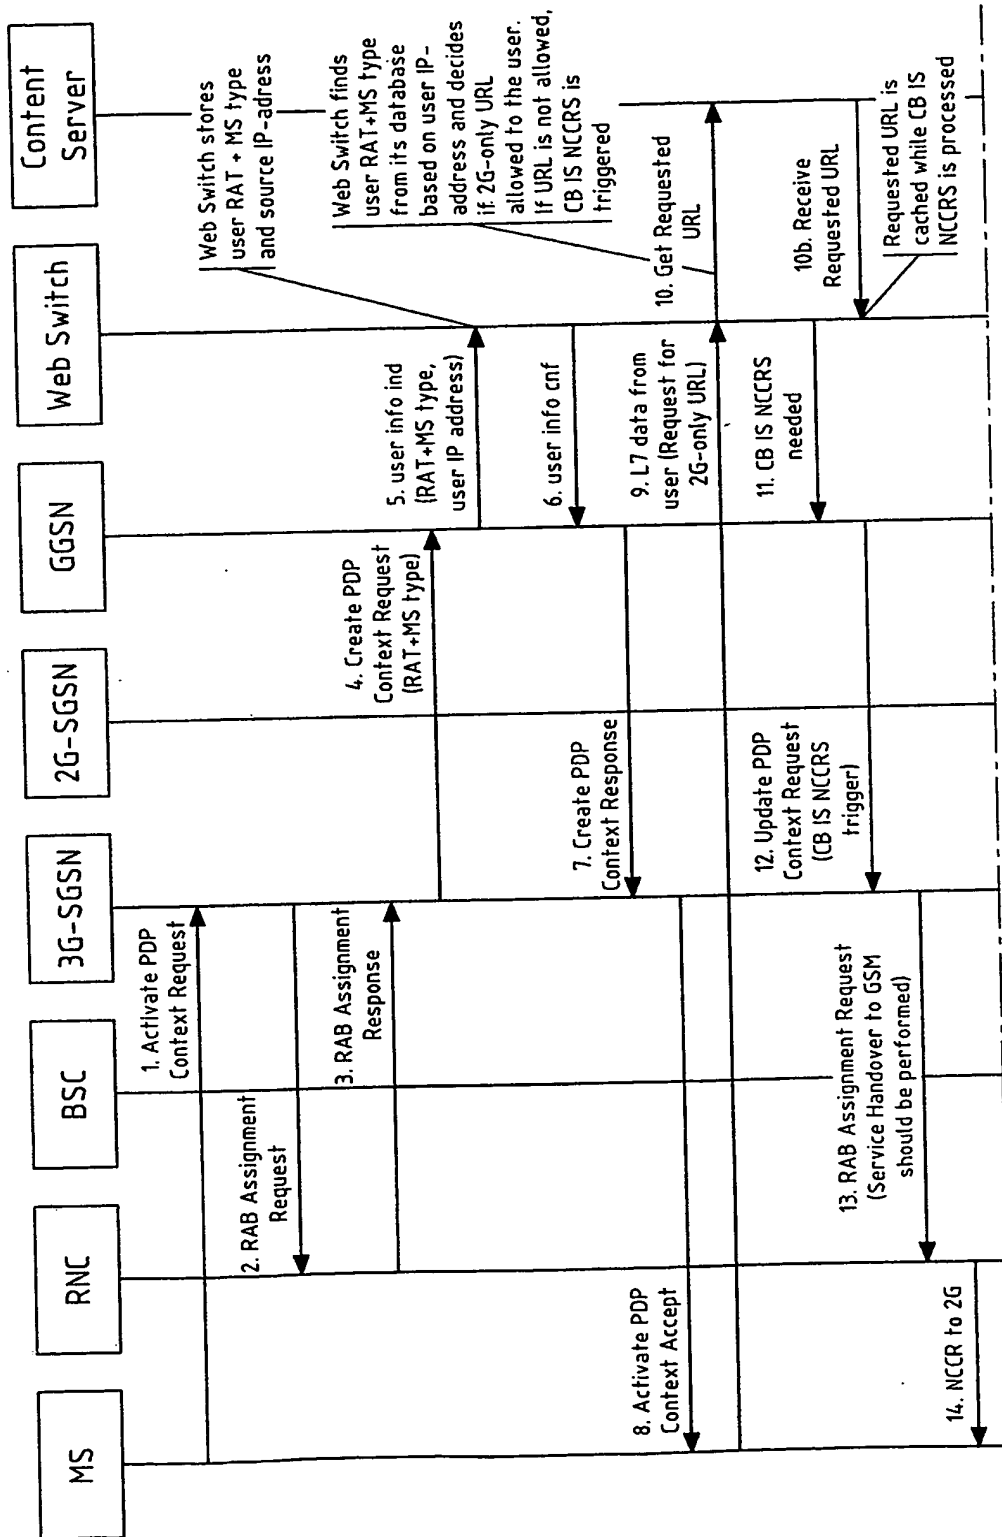 MS
RNC
BSC
3G-SGSN
2G-SGSN
GGSN
Web Switch
Content
Server
1. Activate PDP
Context Request
2. RAB Assignment
Request
3. RAB Assignment
Response
4. Create PDP
Context Request
(RAT+MS type)
5. user info ind
(RAT+MS type,
user IP address)
Web Switch stores
user RAT + MS type
and source IP-adress
6. user info cnf
7. Create PDP
Context Response
8. Activate PDP
Context Accept
9. L7 data from
user (Request for
2G-only URL)
Web Switch finds
user RAT+MS type
from its database
based on user IP-
address and decides
if. 2G-only URL
allowed to the user.
If URL is not allowed,
CB IS NCCRS is
triggered
10. Get Requested
URL
10b. Receive
Requested URL
Requested URL is
cached while CB IS
NCCRS is processed
11. CB IS NCCRS
needed
12. Update PDP
Context Request
(CB IS NCCRS
trigger)
13. RAB Assignment Request
(Service Handover to GSM
should be performed)
14. NCCR to 2G